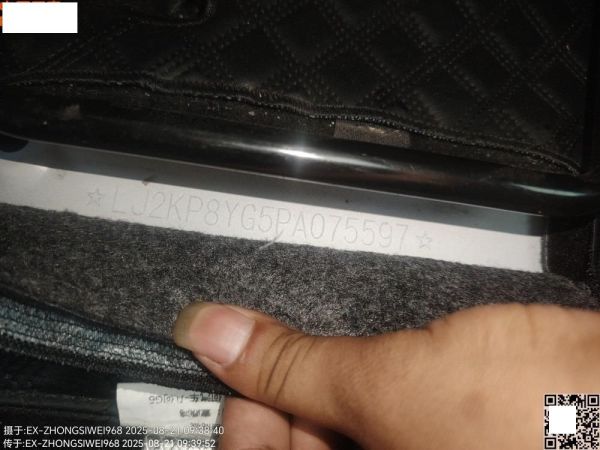 ☆LJ2KP8YG5PA075597☆
摄于:EX-ZHONGSIWEI968 2025-08-21 09:38:40
传于:EX-ZHONGSIWEI968 2025-08-21 09:39:52